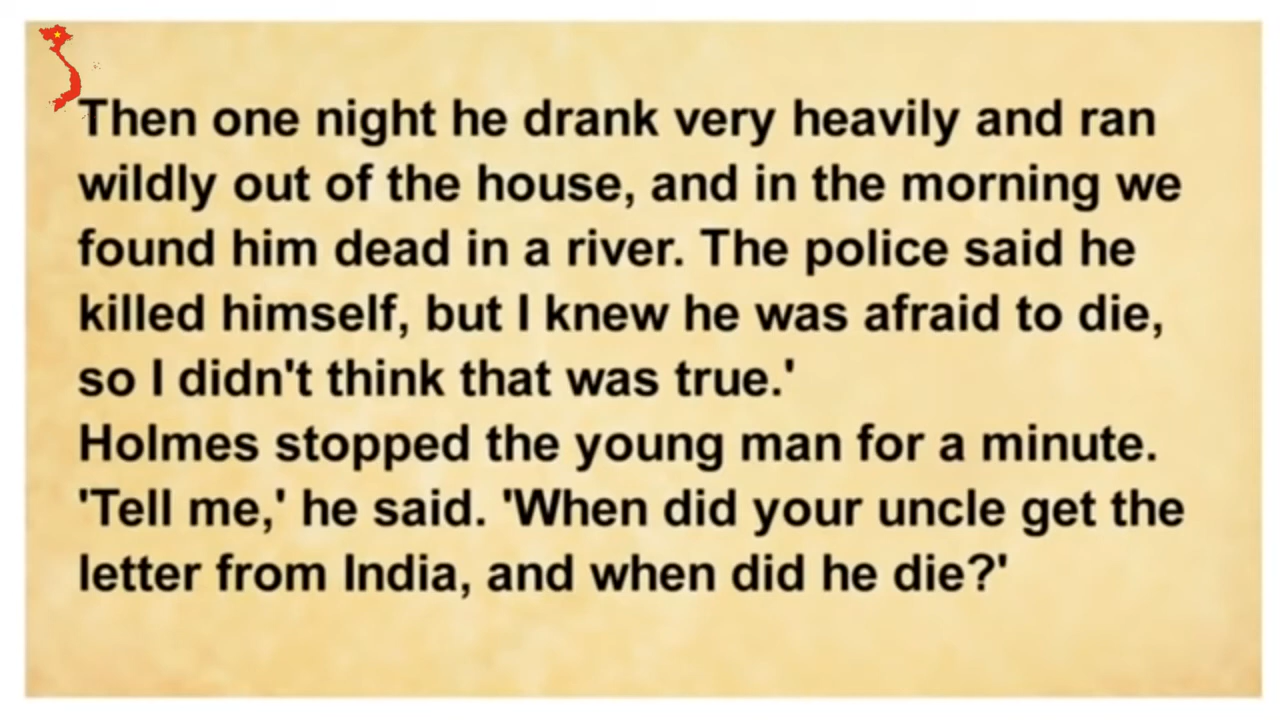 Then one night he drank very heavily and ran
wildly out of the house, and in the morning we
found him dead in a river. The police said he
killed himself, but I knew he was afraid to die,
so I didn't think that was true.'
Holmes stopped the young man for a minute.
'Tell me,' he said. 'When did your uncle get the
letter from India, and when did he die?'